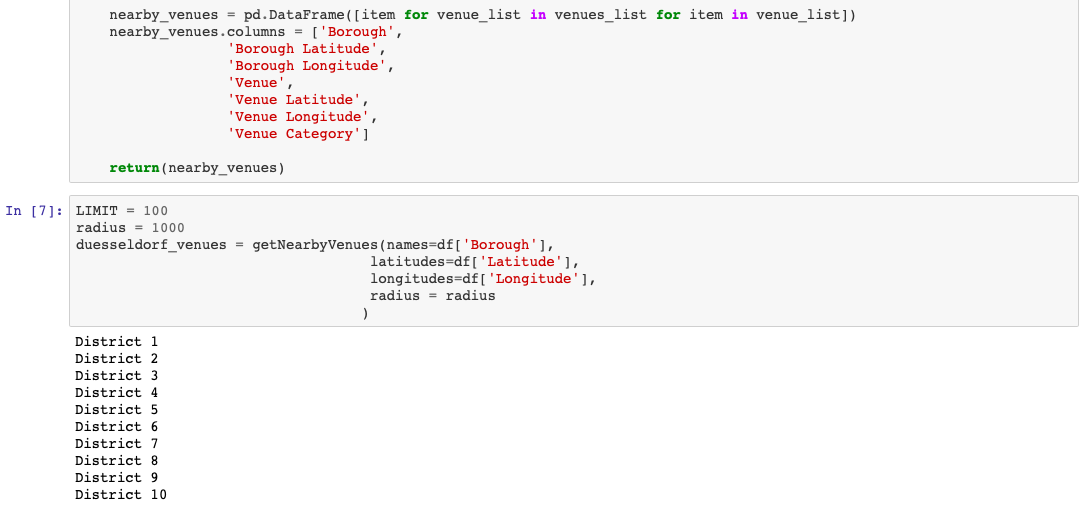 nearby_venues = pd.DataFrame([item for venue_list in venues_list for item in venue_list])
    nearby_venues.columns = ['Borough',
                  'Borough Latitude',
                  'Borough Longitude',
                  'Venue',
                  'Venue Latitude',
                  'Venue Longitude',
                  'Venue Category']
    return(nearby_venues)
In [7]: LIMIT = 100
radius = 1000
duesseldorf_venues = getNearbyVenues(names=df['Borough'],
                                   latitudes=df['Latitude'],
                                   longitudes=df['Longitude'],
                                   radius = radius
                                  )
District 1
District 2
District 3
District 4
District 5
District 6
District 7
District 8
District 9
District 10